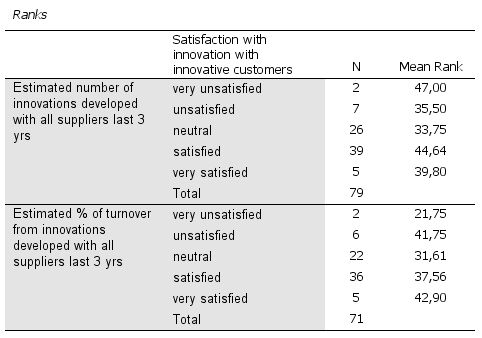 Ranks
Satisfaction with
innovation with
innovative customers N Mean Rank
Estimated number of very unsatisfied 2 47,00
innovations developed unsatisfied 7 35,50
with all suppliers last 3 neutral 26 33,75
yrs satisfied 39 44,64
very satisfied 5 39,80
Total 79
Estimated % of turnover very unsatisfied 2 21,75
from innovations unsatisfied 6 41,75
developed with all neutral 22 31,61
suppliers last 3 yrs satisfied 36 37,56
very satisfied 5 42,90
Total 71